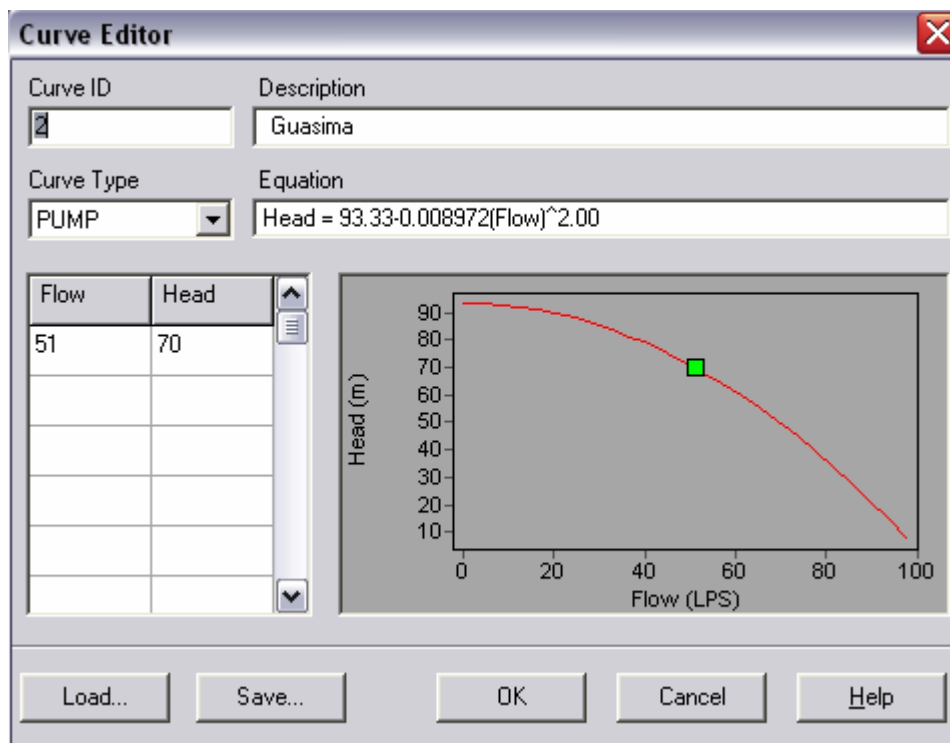 Curve Editor
Curve ID
Description
2
Guasima
Curve Type
Equation
PUMP
Head = 93.33-0.008972(Flow)^2.00
Flow Head
51 70
90
80
70
60
50
40
30
20
10
Head (m)
0 20 40 60 80 100
Flow (LPS)
Load...
Save...
OK
Cancel
Help